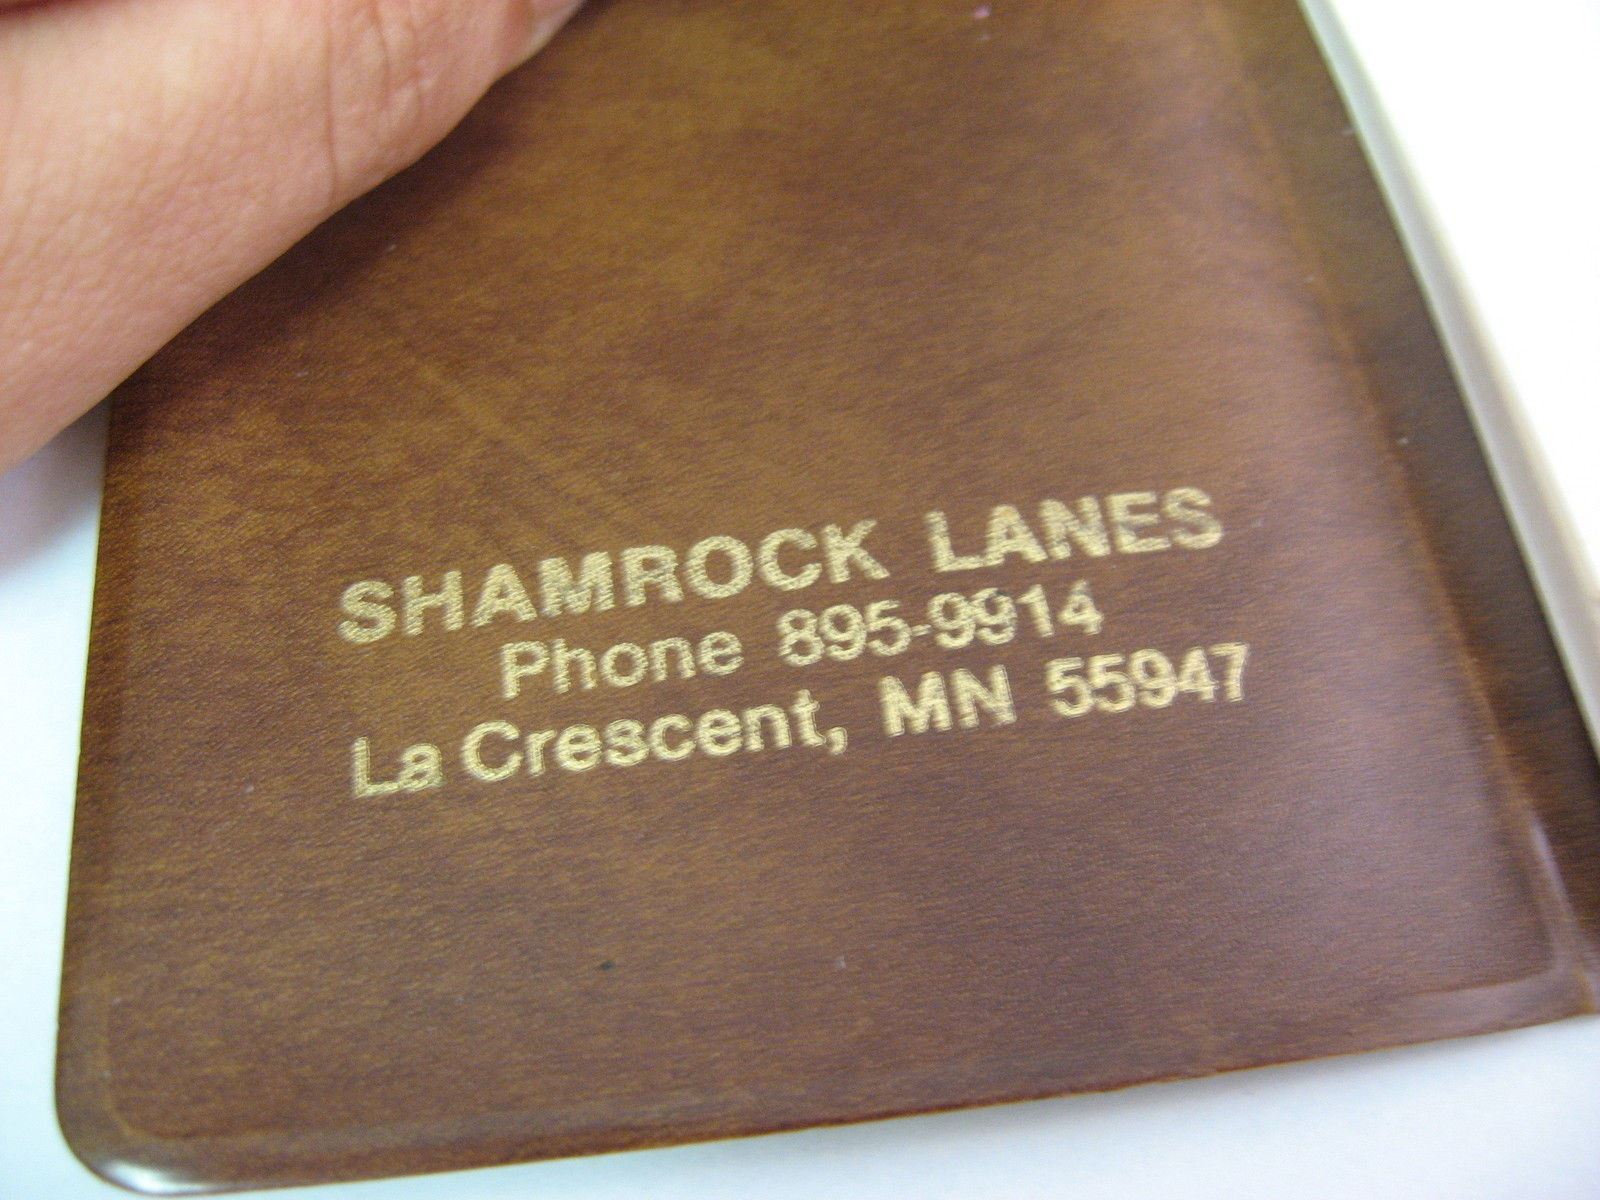 SHAMROCK LANES
Phone 895-9914
La Crescent, MN 55947